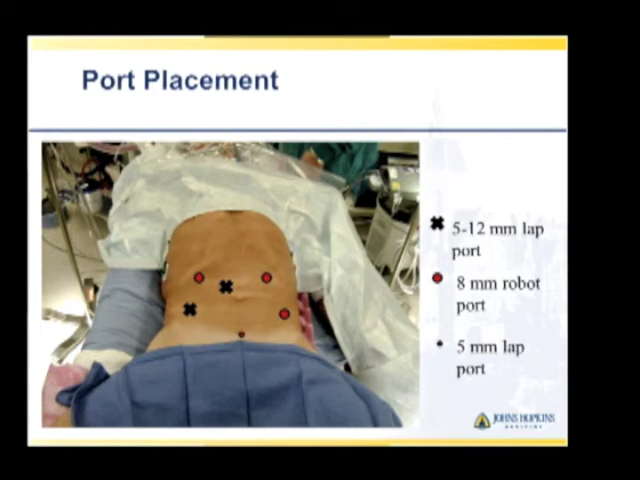 Port Placement
5-12 mm lap
port
8 mm robot
port
5 mm lap
port
JOHNS HOPKINS
MEDICINE